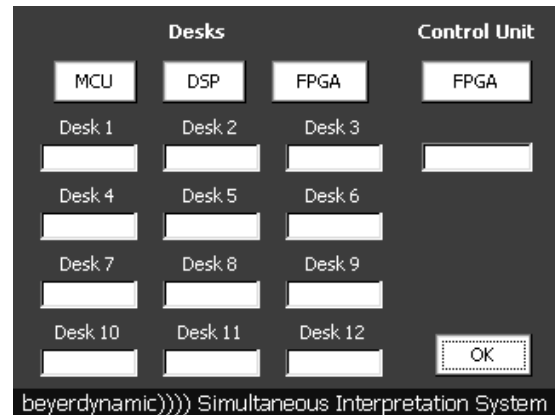 Desks Control Unit
MCU DSP FPGA FPGA
Desk 1 Desk 2 Desk 3
Desk 4 Desk 5 Desk 6
Desk 7 Desk 8 Desk 9
Desk 10 Desk 11 Desk 12
OK
beyerdynamic)))) Simultaneous Interpretation System